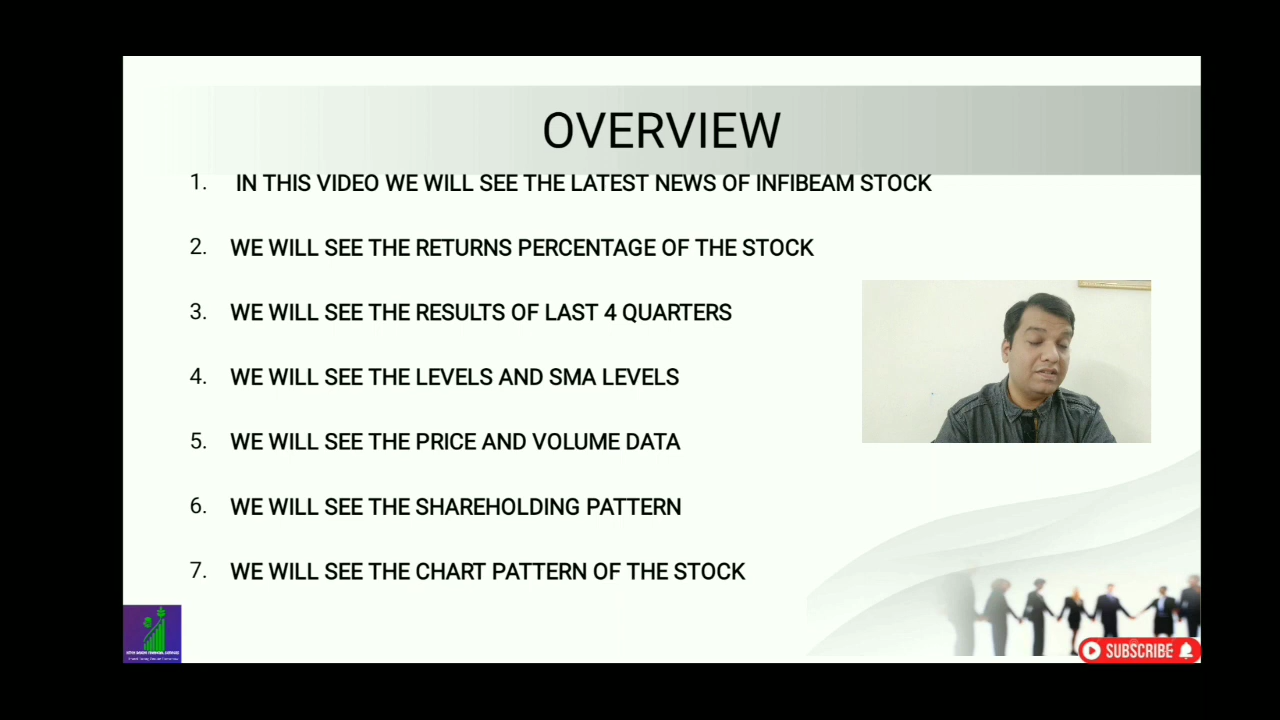 OVERVIEW
1. IN THIS VIDEO WE WILL SEE THE LATEST NEWS OF INFIBEAM STOCK
2. WE WILL SEE THE RETURNS PERCENTAGE OF THE STOCK
3. WE WILL SEE THE RESULTS OF LAST 4 QUARTERS
4. WE WILL SEE THE LEVELS AND SMA LEVELS
5. WE WILL SEE THE PRICE AND VOLUME DATA
6. WE WILL SEE THE SHAREHOLDING PATTERN
7. WE WILL SEE THE CHART PATTERN OF THE STOCK
SUBSCRIBE